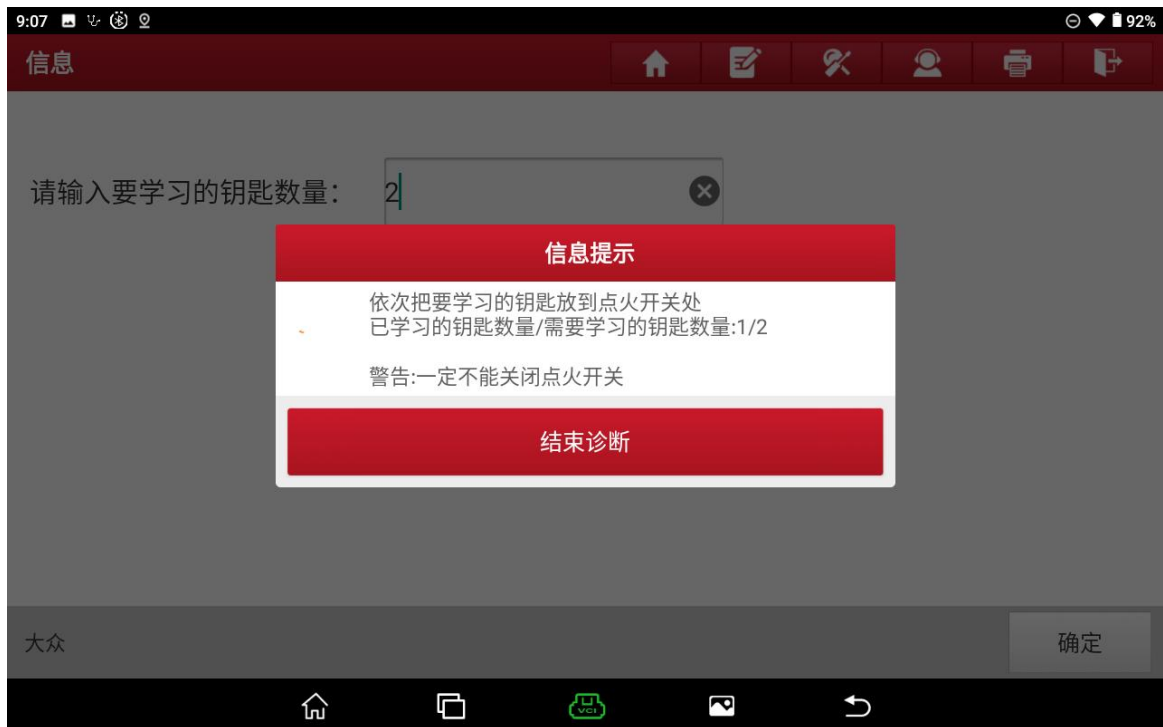 9:07
92%
信息
请输入要学习的钥匙数量：
2
信息提示
依次把要学习的钥匙放到点火开关处
已学习的钥匙数量/需要学习的钥匙数量:1/2
警告:一定不能关闭点火开关
结束诊断
大众
确定
VCI